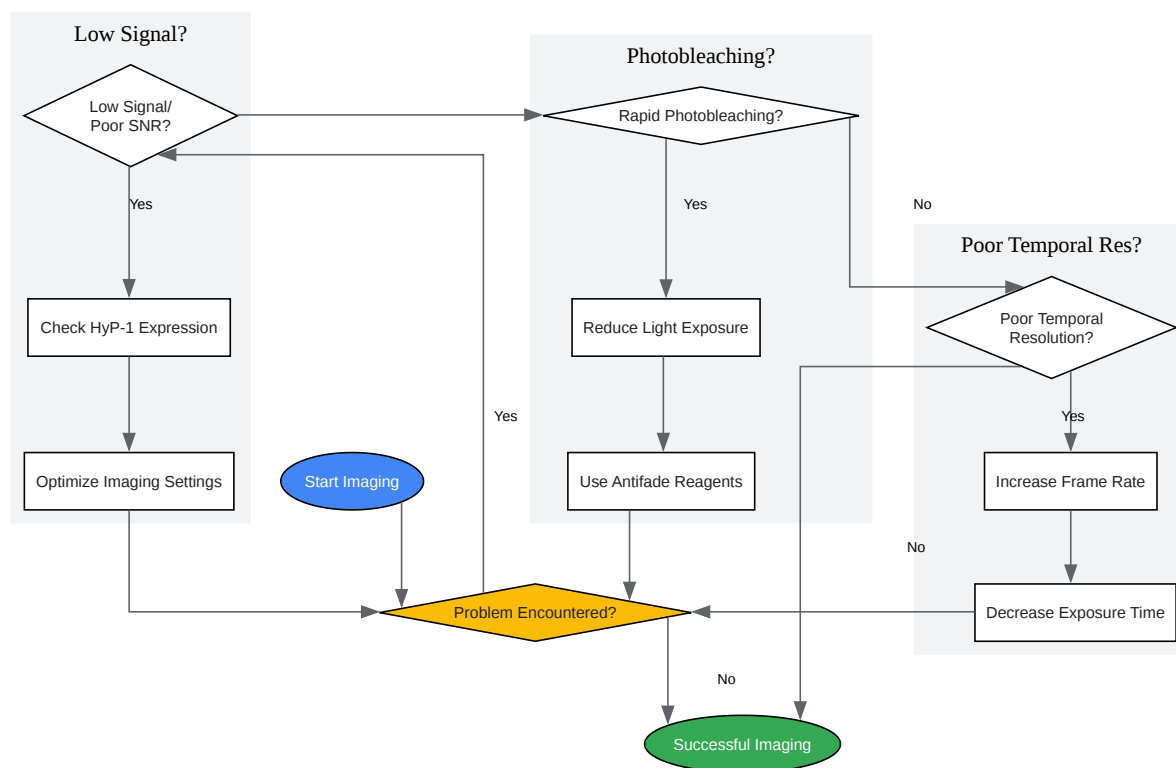 Low Signal?
Low Signal/
Poor SNR?
Yes
Check HyP-1 Expression
Optimize Imaging Settings
Start Imaging
Yes
Photobleaching?
Rapid Photobleaching?
Yes
No
Reduce Light Exposure
Use Antifade Reagents
Poor Temporal Res?
Poor Temporal
Resolution?
Yes
Increase Frame Rate
No
Decrease Exposure Time
Problem Encountered?
No
Successful Imaging